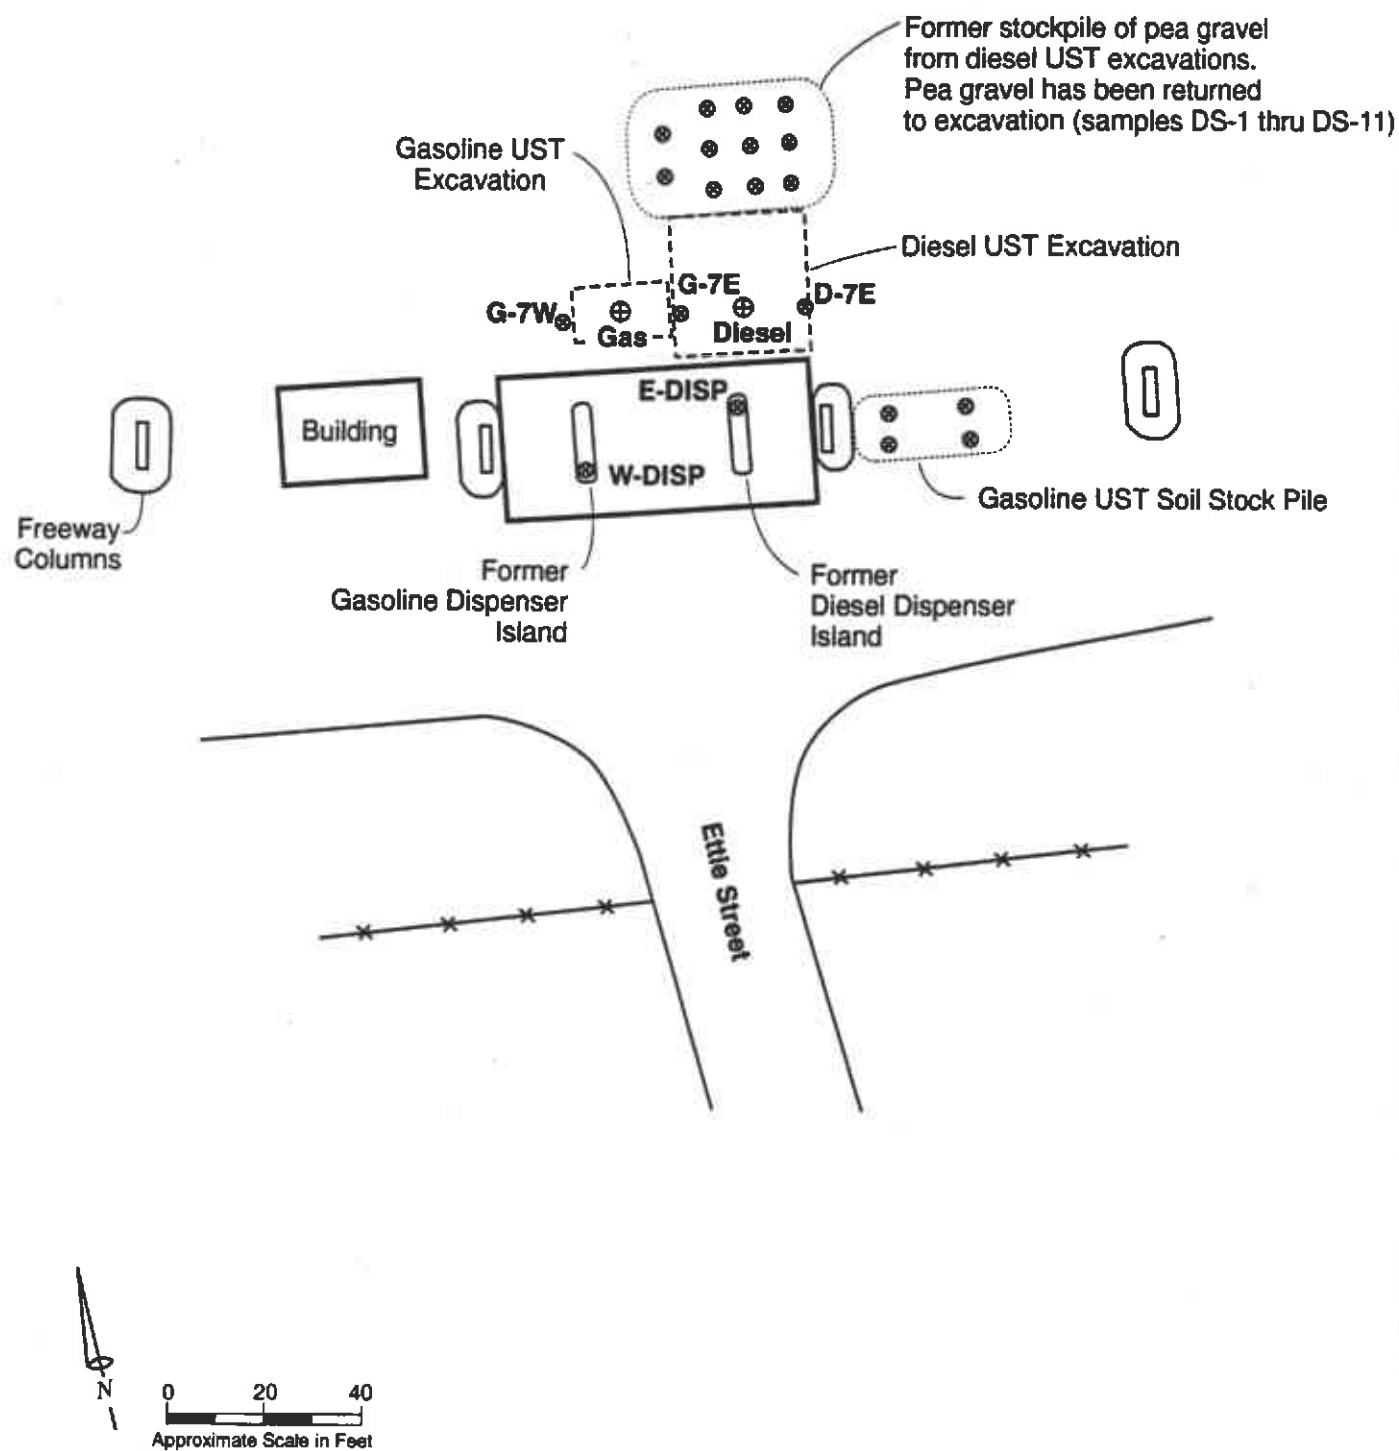 Former stockpile of pea gravel
from diesel UST excavations.
Pea gravel has been returned
to excavation (samples DS-1 thru DS-11)
Gasoline UST
Excavation
Diesel UST Excavation
G-7E
D-7E
G-7W
Gas
Diesel
E-DISP
Building
W-DISP
Gasoline UST Soil Stock Pile
Freeway
Columns
Former
Gasoline Dispenser
Island
Former
Diesel Dispenser
Island
Ettie Street
N
0 20 40
Approximate Scale in Feet